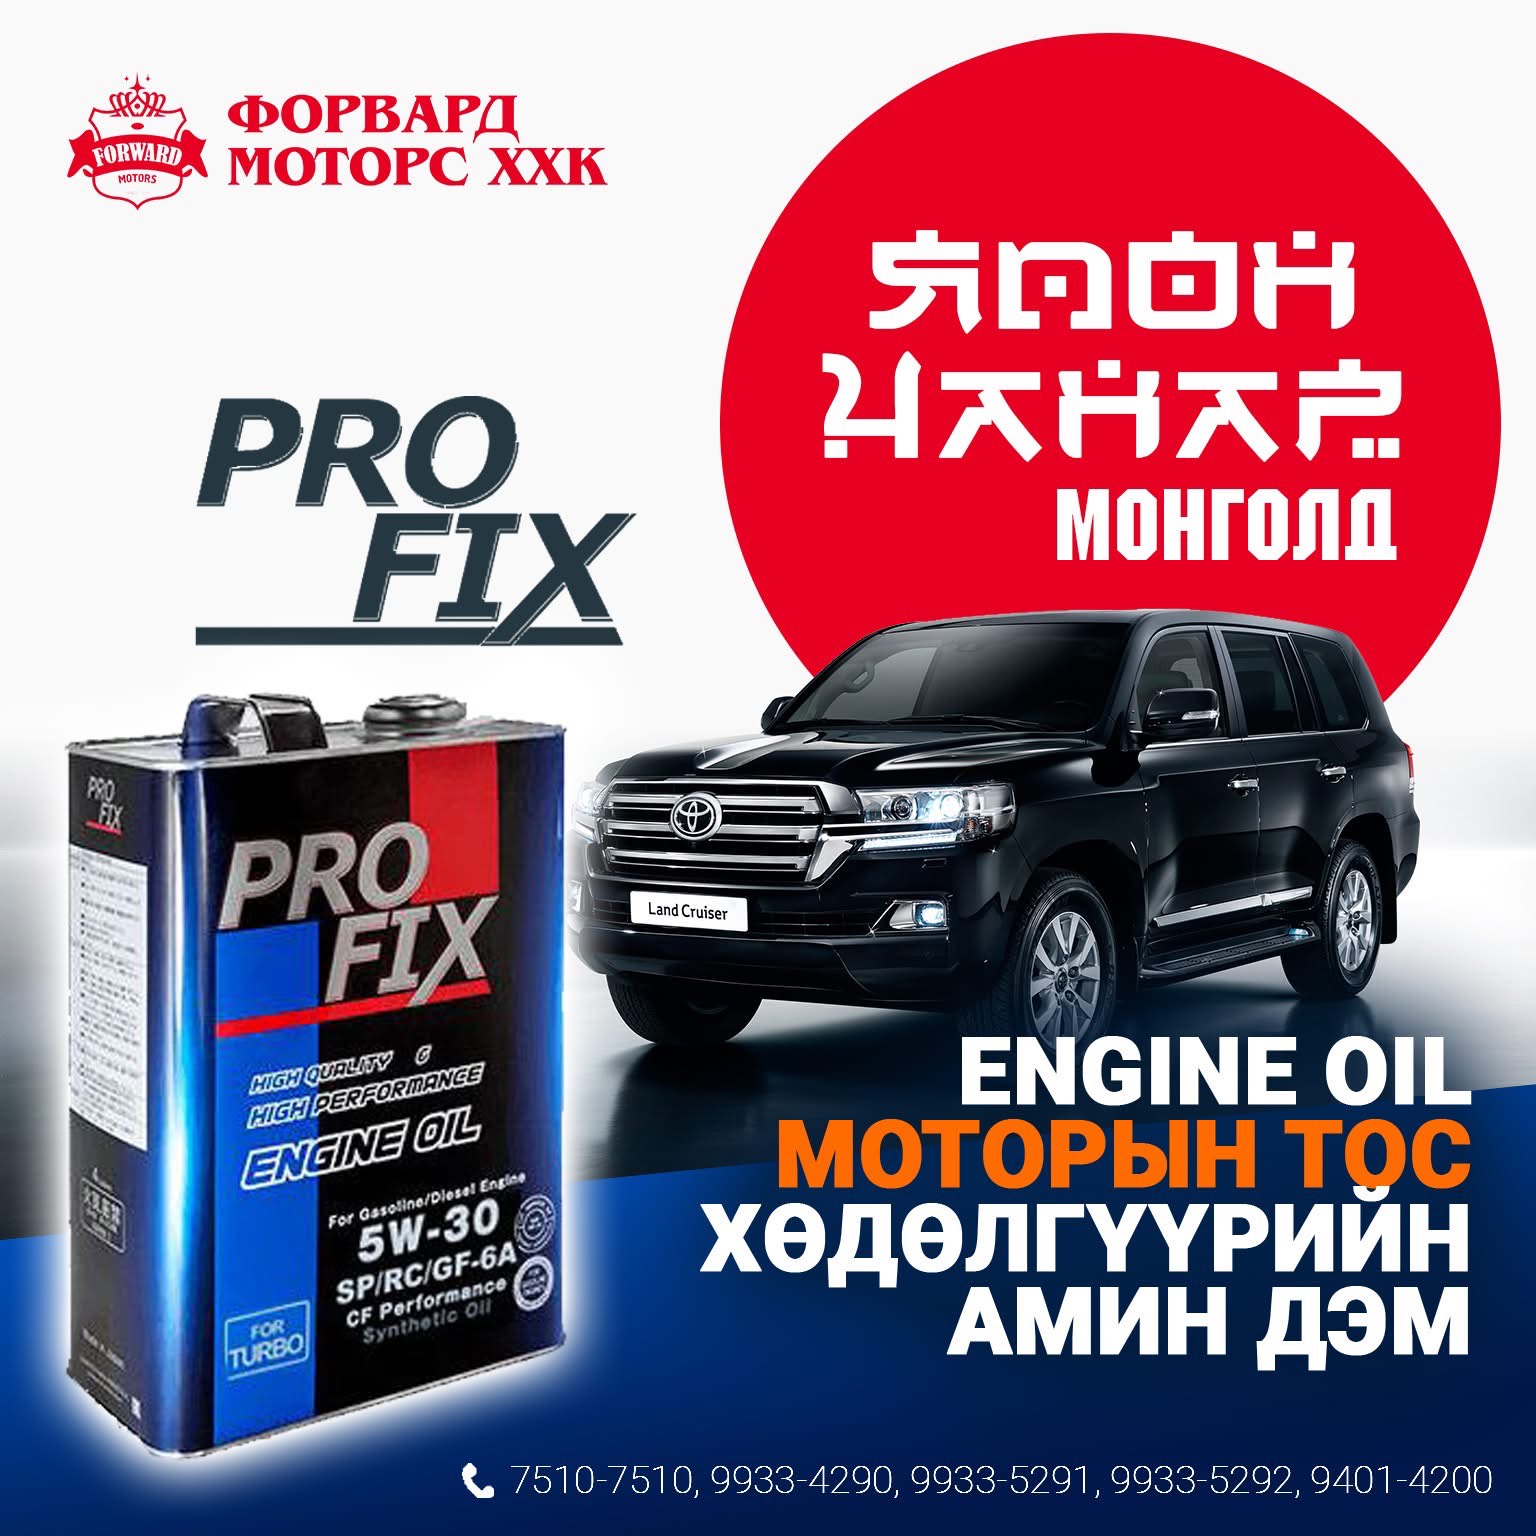 ФОРВАРД
МОТОРС ХХК
FORWARD
MOTORS
ЯПОН
ЧАНАР
МОНГОЛД
PRO
FIX
PRO
FIX
PRO
FIX
HIGH QUALITY &
HIGH PERFORMANCE
ENGINE OIL
For Gasoline/Diesel Engine
5W-30
SP/RC/GF-6A
CF Performance
Synthetic Oil
FOR
TURBO
Land Cruiser
ENGINE OIL
МОТОРЫН ТОС
ХӨДӨЛГҮҮРИЙН
АМИН ДЭМ
7510-7510, 9933-4290, 9933-5291, 9933-5292, 9401-4200